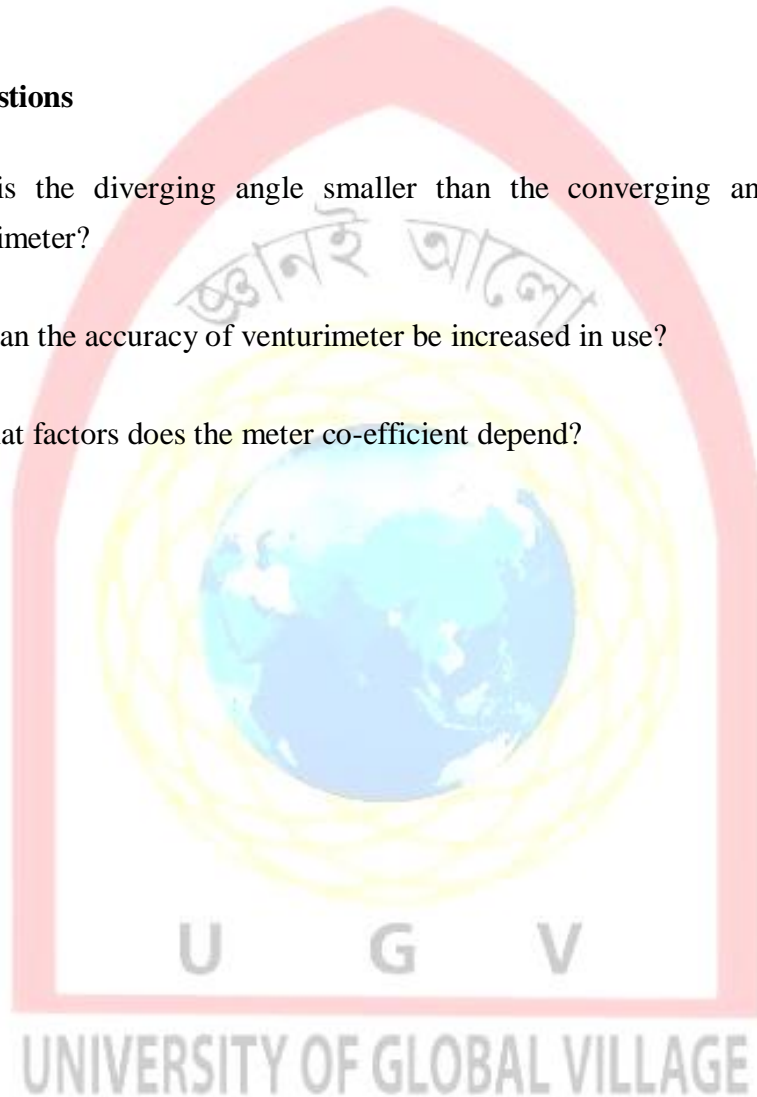 stions
is the diverging angle smaller than the converging an
imeter?
জ্ঞানই আলো
an the accuracy of venturimeter be increased in use?
at factors does the meter co-efficient depend?
U G V
UNIVERSITY OF GLOBAL VILLAGE